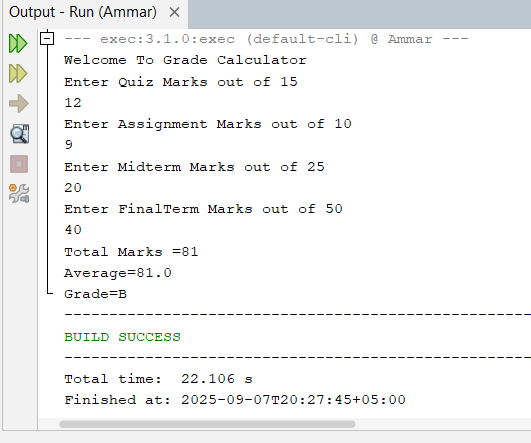 Output - Run (Ammar) ×
--- exec:3.1.0:exec (default-cli) @ Ammar ---
Welcome To Grade Calculator
Enter Quiz Marks out of 15
12
Enter Assignment Marks out of 10
9
Enter Midterm Marks out of 25
20
Enter FinalTerm Marks out of 50
40
Total Marks =81
Average=81.0
Grade=B
------------------------------------------------------------------------
BUILD SUCCESS
------------------------------------------------------------------------
Total time:  22.106 s
Finished at: 2025-09-07T20:27:45+05:00